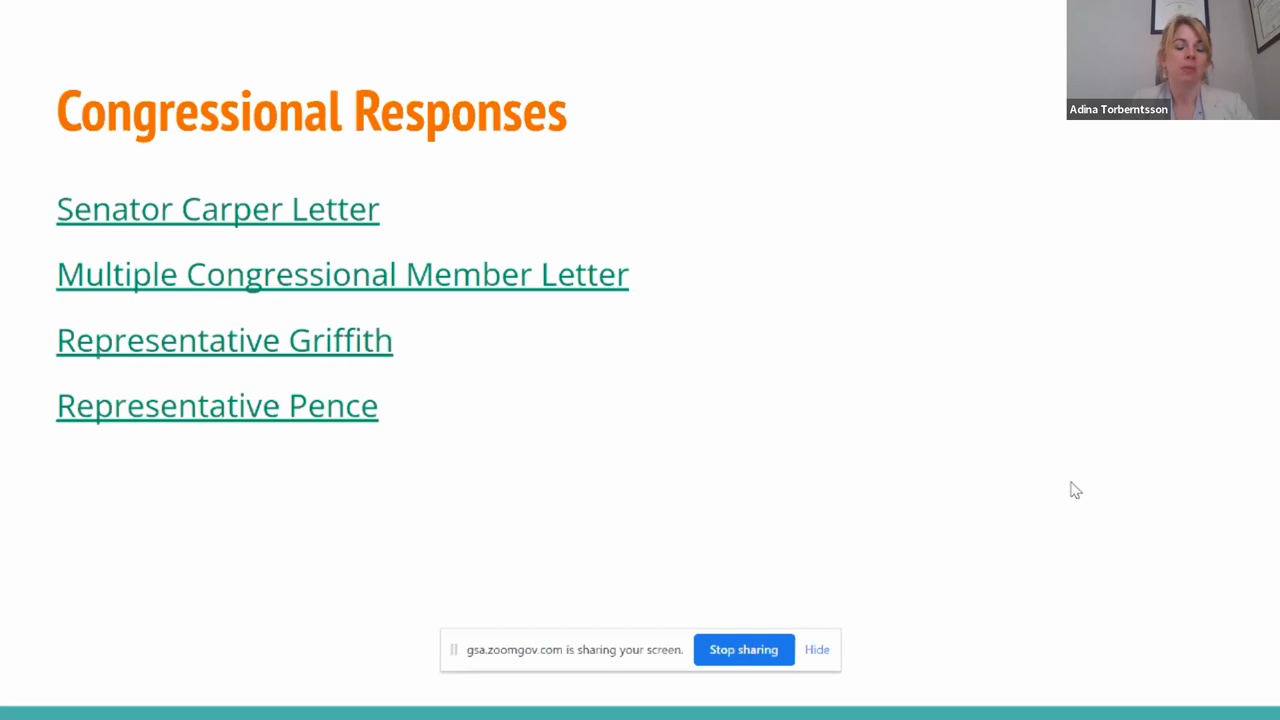 Congressional Responses
Adina Torberntsson
Senator Carper Letter
Multiple Congressional Member Letter
Representative Griffith
Representative Pence
gsa.zoomgov.com is sharing your screen. Stop sharing Hide